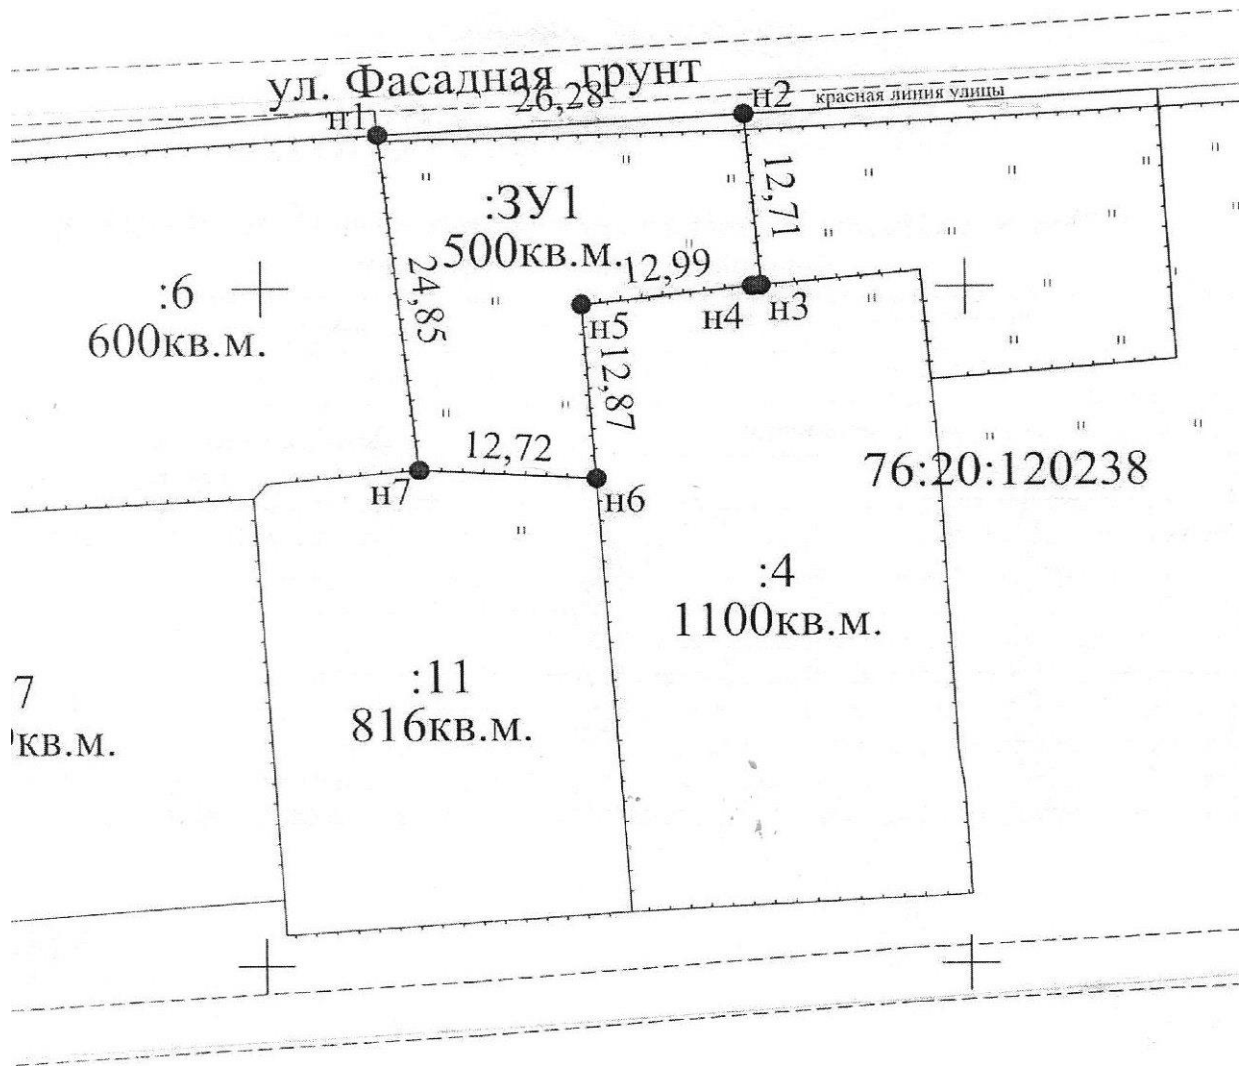 ул. Фасадная грунт
26,28
н1
н2
красная линия улицы
12,71
:ЗУ1
500кв.м.
12,99
24,85
:6
600кв.м.
н5
н4
н3
12,87
12,72
н7
н6
76:20:120238
:4
1100кв.м.
:11
816кв.м.
7
кв.м.